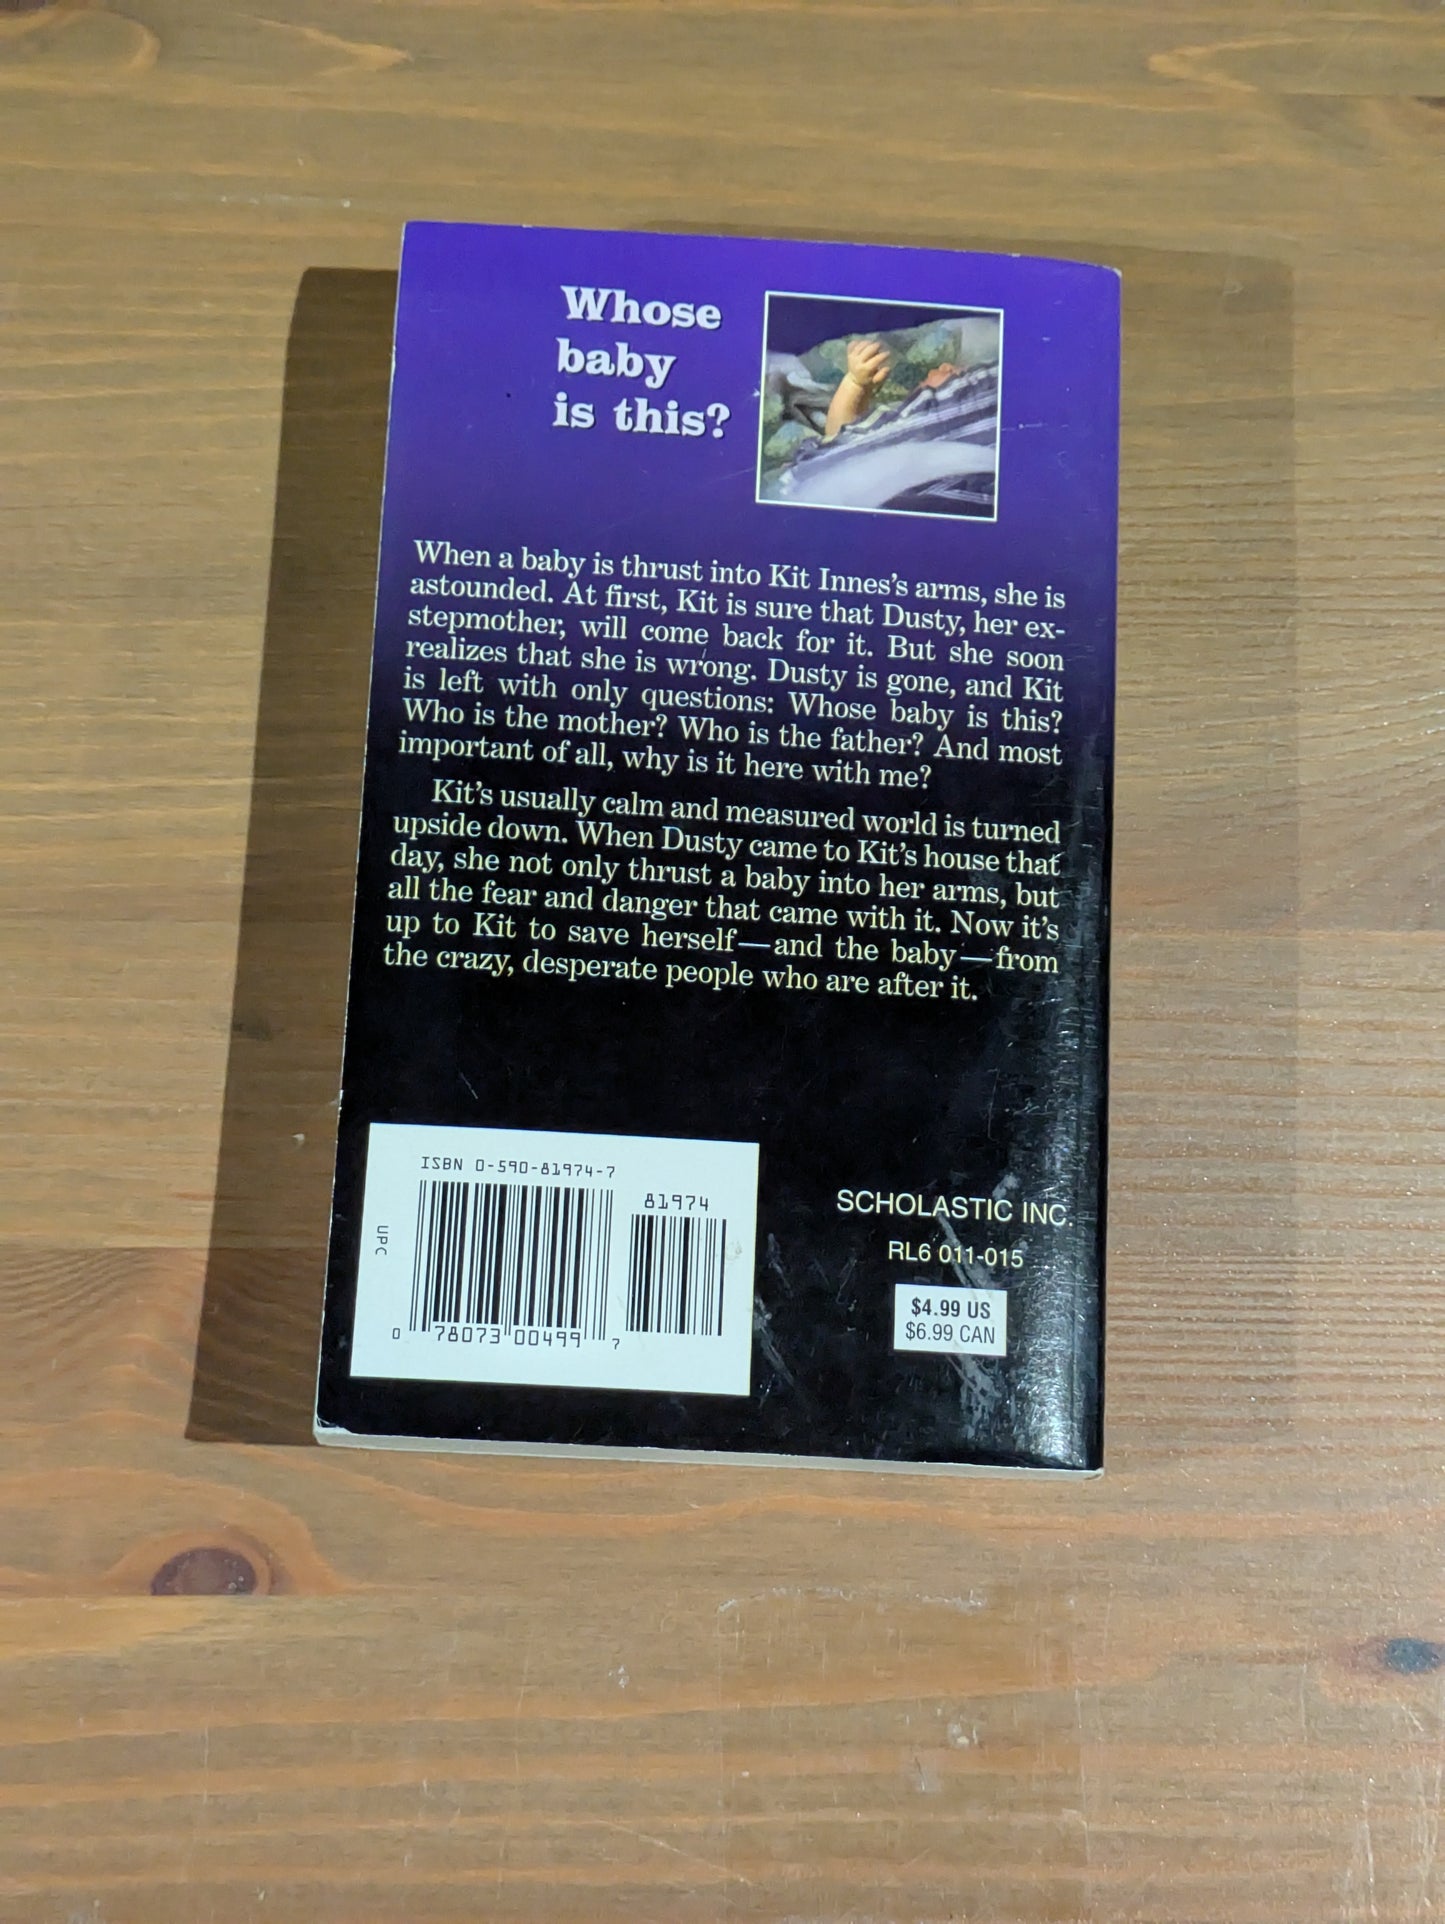 Whose
baby
is this?
When a baby is thrust into Kit Innes's arms, she is
astounded. At first, Kit is sure that Dusty, her ex-
stepmother, will come back for it. But she soon
realizes that she is wrong. Dusty is gone, and Kit
is left with only questions: Whose baby is this?
Who is the mother? Who is the father? And most
important of all, why is it here with me?
Kit's usually calm and measured world is turned
upside down. When Dusty came to Kit's house that
day, she not only thrust a baby into her arms, but
all the fear and danger that came with it. Now it's
up to Kit to save herself—and the baby—from
the crazy, desperate people who are after it.
ISBN 0-590-81974-7
81974
UPC
0 78073 00499 7
SCHOLASTIC INC.
RL6 011-015
$4.99 US
$6.99 CAN